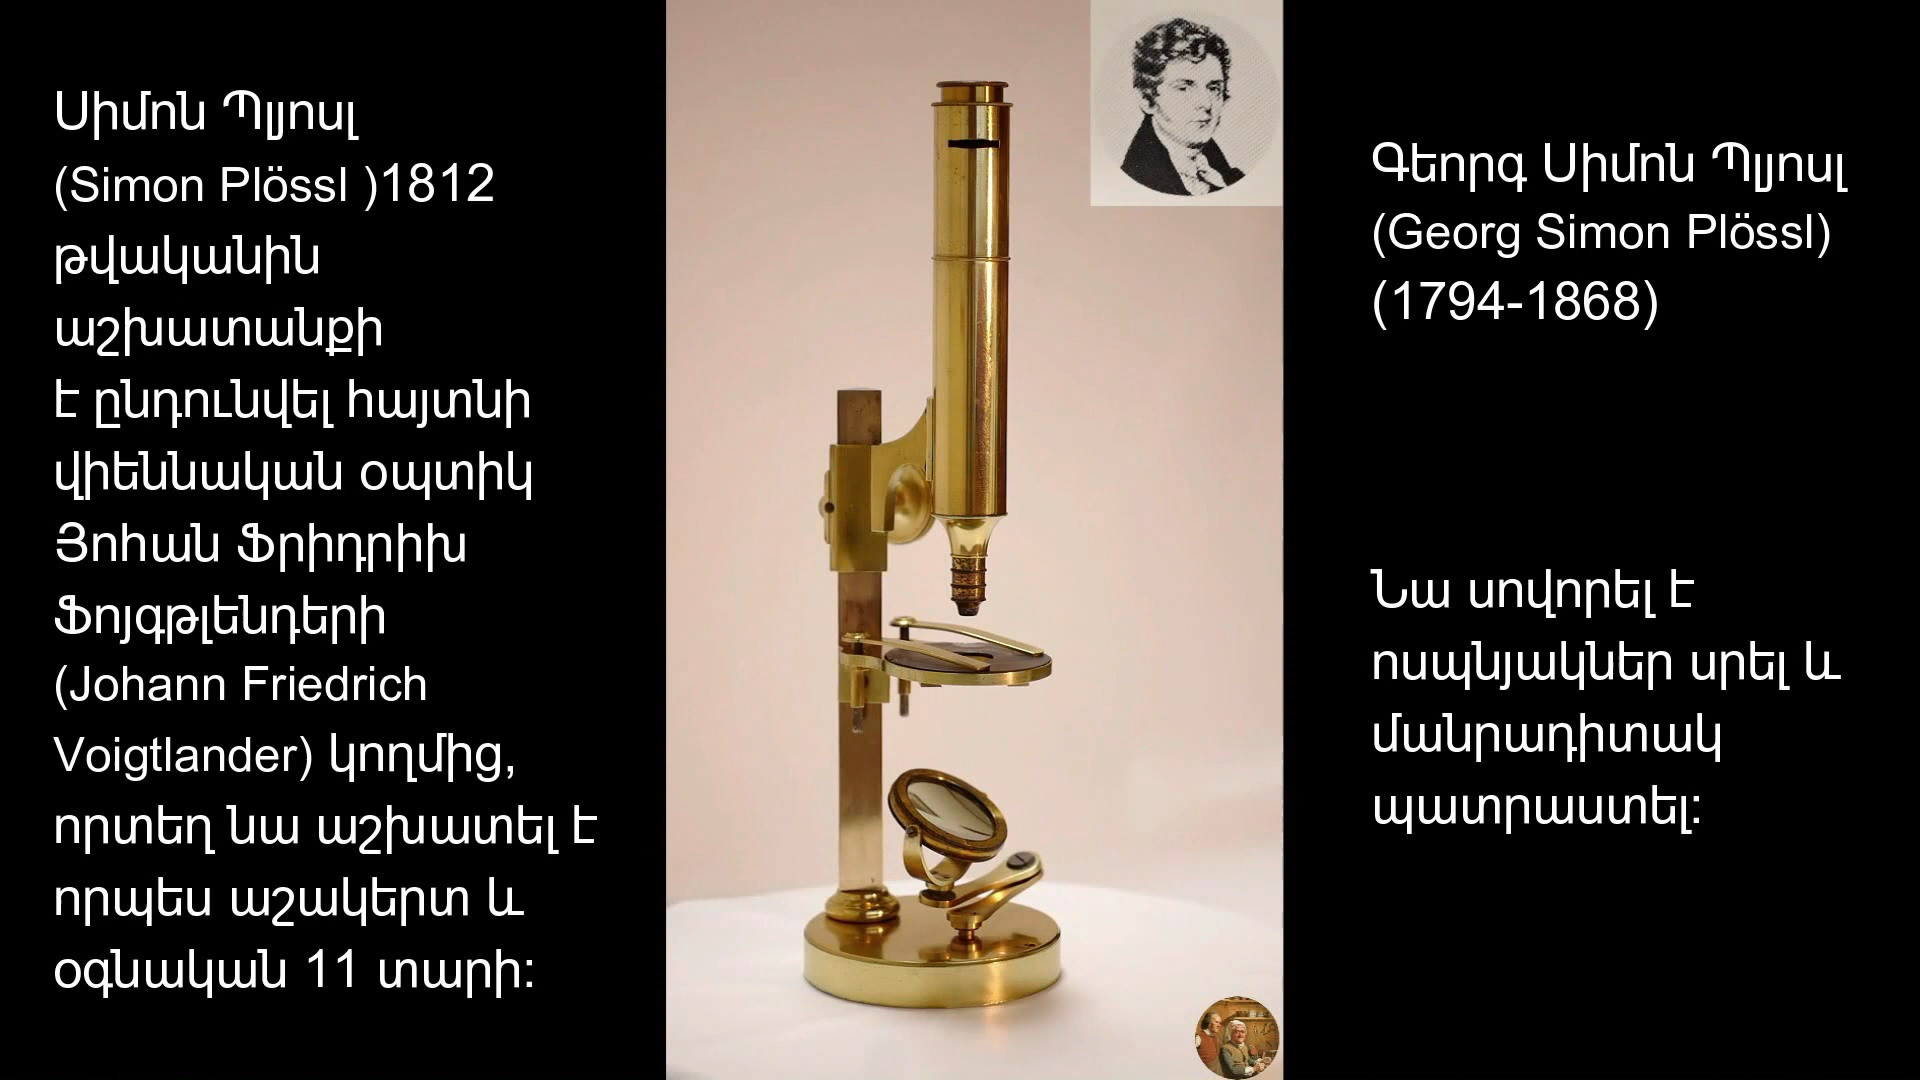 Սիմոն Պլյոսլ
(Simon Plössl )1812
թվականին
աշխատանքի
է ընդունվել հայտնի
վիեննական օպտիկ
Յոհան Ֆրիդրիխ
Ֆոյգթլենդերի
(Johann Friedrich
Voigtlander) կողմից,
որտեղ նա աշխատել է
որպես աշակերտ և
օգնական 11 տարի:
Գեորգ Սիմոն Պլյոսլ
(Georg Simon Plössl)
(1794-1868)
Նա սովորել է
ոսպնյակներ սրել և
մանրադիտակ
պատրաստել: